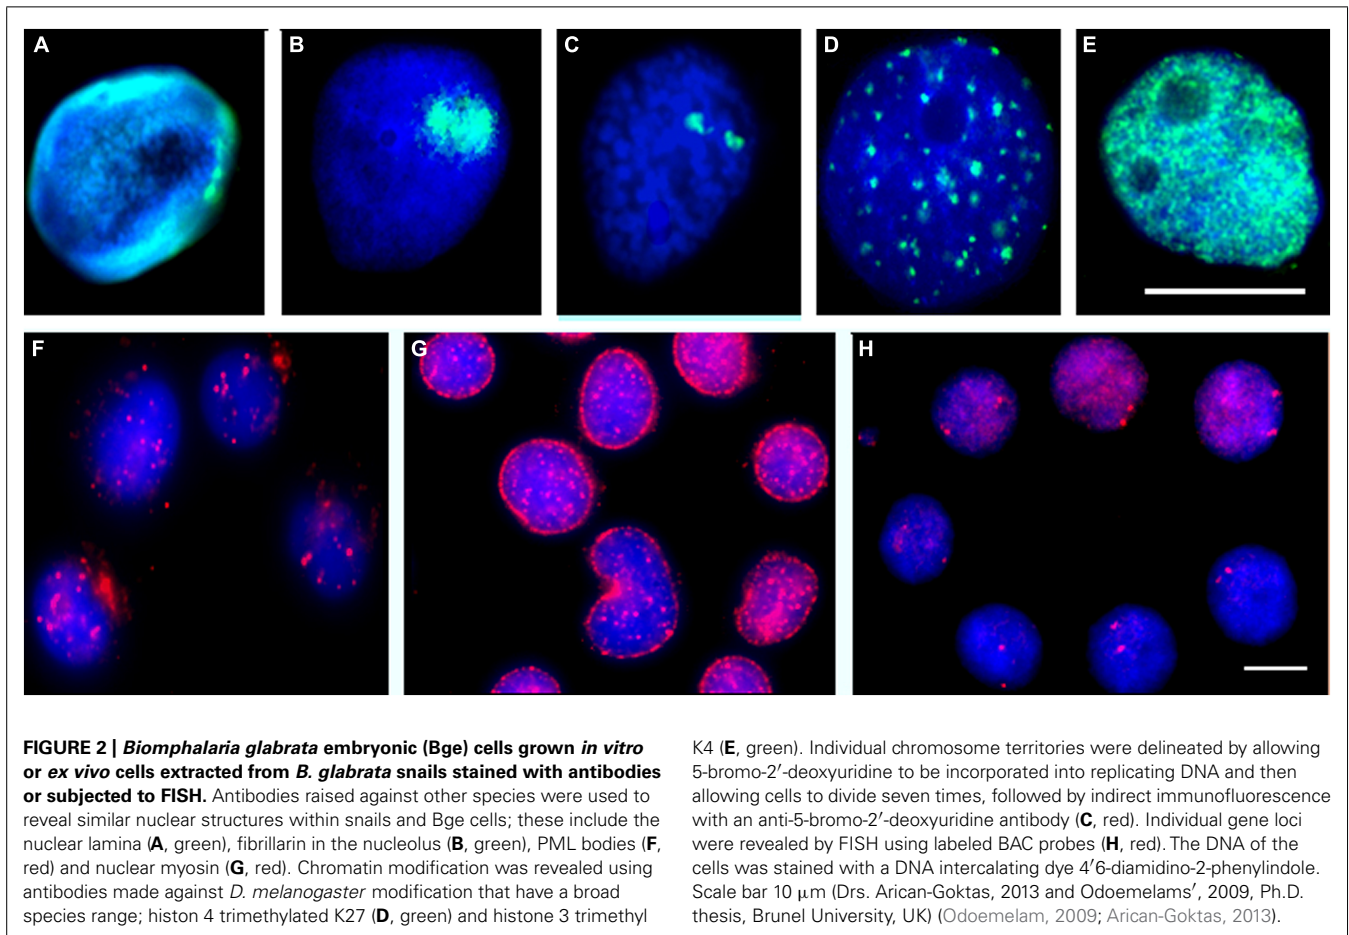 A
B
C
D
E
F
G
H
FIGURE 2 | Biomphalaria glabrata embryonic (Bge) cells grown in vitro
or ex vivo cells extracted from B. glabrata snails stained with antibodies
or subjected to FISH. Antibodies raised against other species were used to
reveal similar nuclear structures within snails and Bge cells; these include the
nuclear lamina (A, green), fibrillarin in the nucleolus (B, green), PML bodies (F,
red) and nuclear myosin (G, red). Chromatin modification was revealed using
antibodies made against D. melanogaster modification that have a broad
species range; histon 4 trimethylated K27 (D, green) and histone 3 trimethyl
K4 (E, green). Individual chromosome territories were delineated by allowing
5-bromo-2′-deoxyuridine to be incorporated into replicating DNA and then
allowing cells to divide seven times, followed by indirect immunofluorescence
with an anti-5-bromo-2′-deoxyuridine antibody (C, red). Individual gene loci
were revealed by FISH using labeled BAC probes (H, red). The DNA of the
cells was stained with a DNA intercalating dye 4′6-diamidino-2-phenylindole.
Scale bar 10 μm (Drs. Arican-Goktas, 2013 and Odoemelams′, 2009, Ph.D.
thesis, Brunel University, UK) (Odoemelam, 2009; Arican-Goktas, 2013).